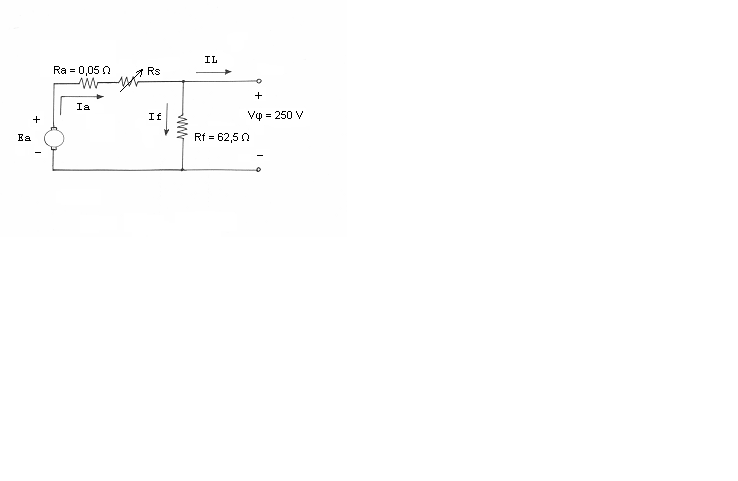 IL
Ra = 0,05 Ω
Rs
Ia
+
If
Vφ = 250 V
+
Ea
Rf = 62,5 Ω
−
−